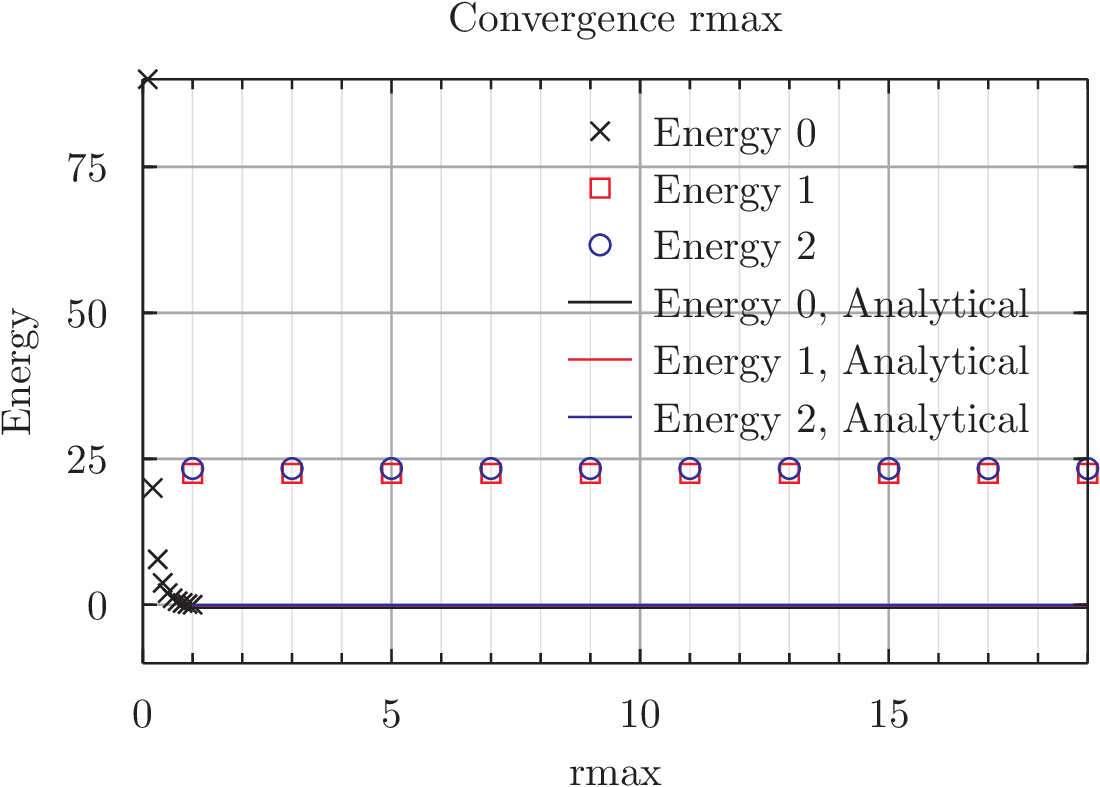 Convergence rmax
Energy 0
75
Energy 1
Energy 2
Energy 0, Analytical
50
Energy 1, Analytical
Energy 2, Analytical
25
0
Energy
0 5 10 15
rmax